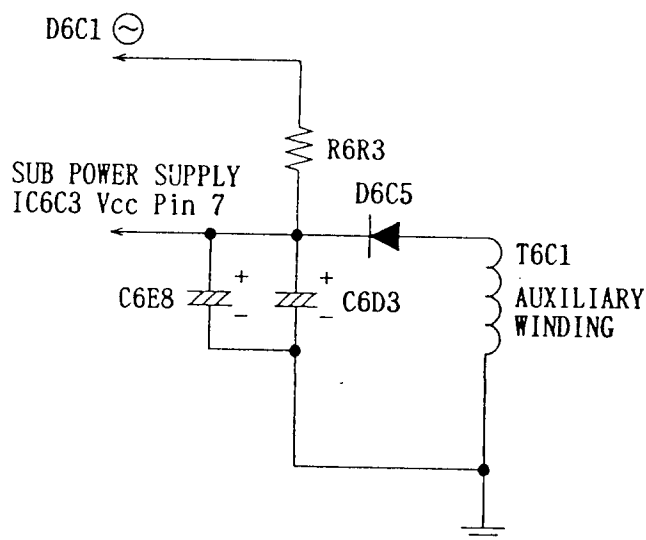 D6C1
R6R3
SUB POWER SUPPLY
IC6C3 Vcc Pin 7
D6C5
T6C1
AUXILIARY
WINDING
C6E8
+
-
+
-
C6D3